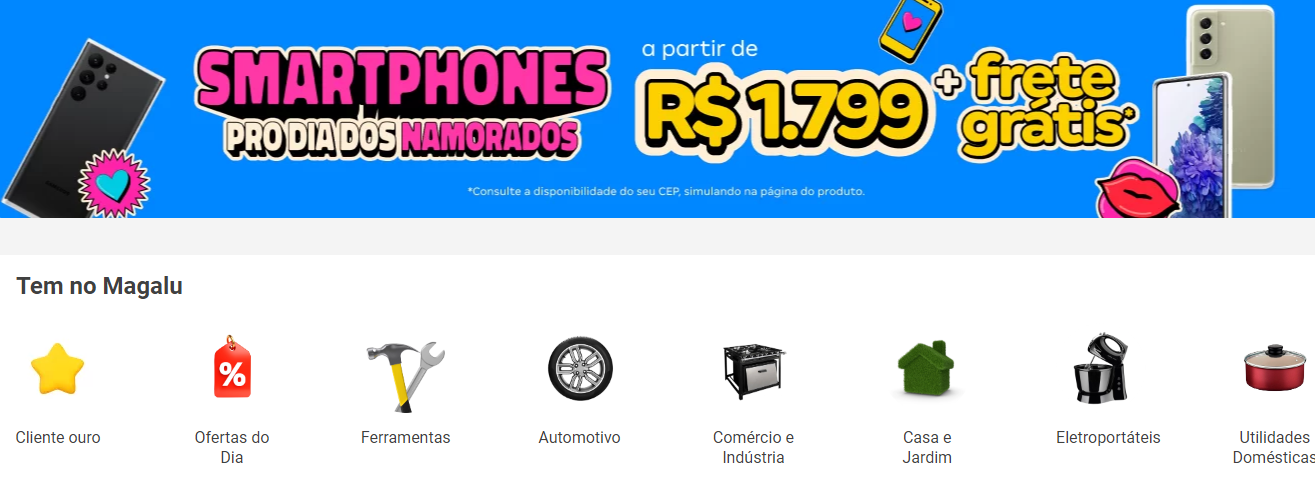 SMARTPHONES
PRO DIA DOS NAMORADOS
a partir de
R$ 1.799
+ frete
grátis*
*Consulte a disponibilidade do seu CEP, simulando na página do produto.
Tem no Magalu
%
Cliente ouro
Ofertas do
Dia
Ferramentas
Automotivo
Comércio e
Indústria
Casa e
Jardim
Eletroportáteis
Utilidades
Domésticas